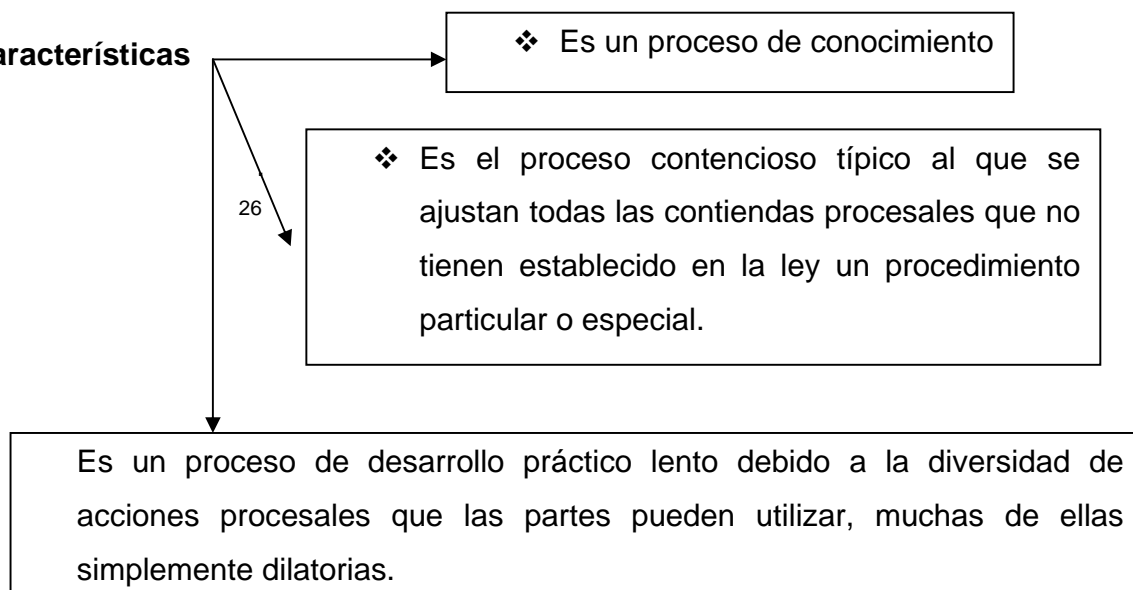 aracterísticas
❖ Es un proceso de conocimiento
❖ Es el proceso contencioso típico al que se
ajustan todas las contiendas procesales que no
tienen establecido en la ley un procedimiento
particular o especial.
26
Es un proceso de desarrollo práctico lento debido a la diversidad de
acciones procesales que las partes pueden utilizar, muchas de ellas
simplemente dilatorias.